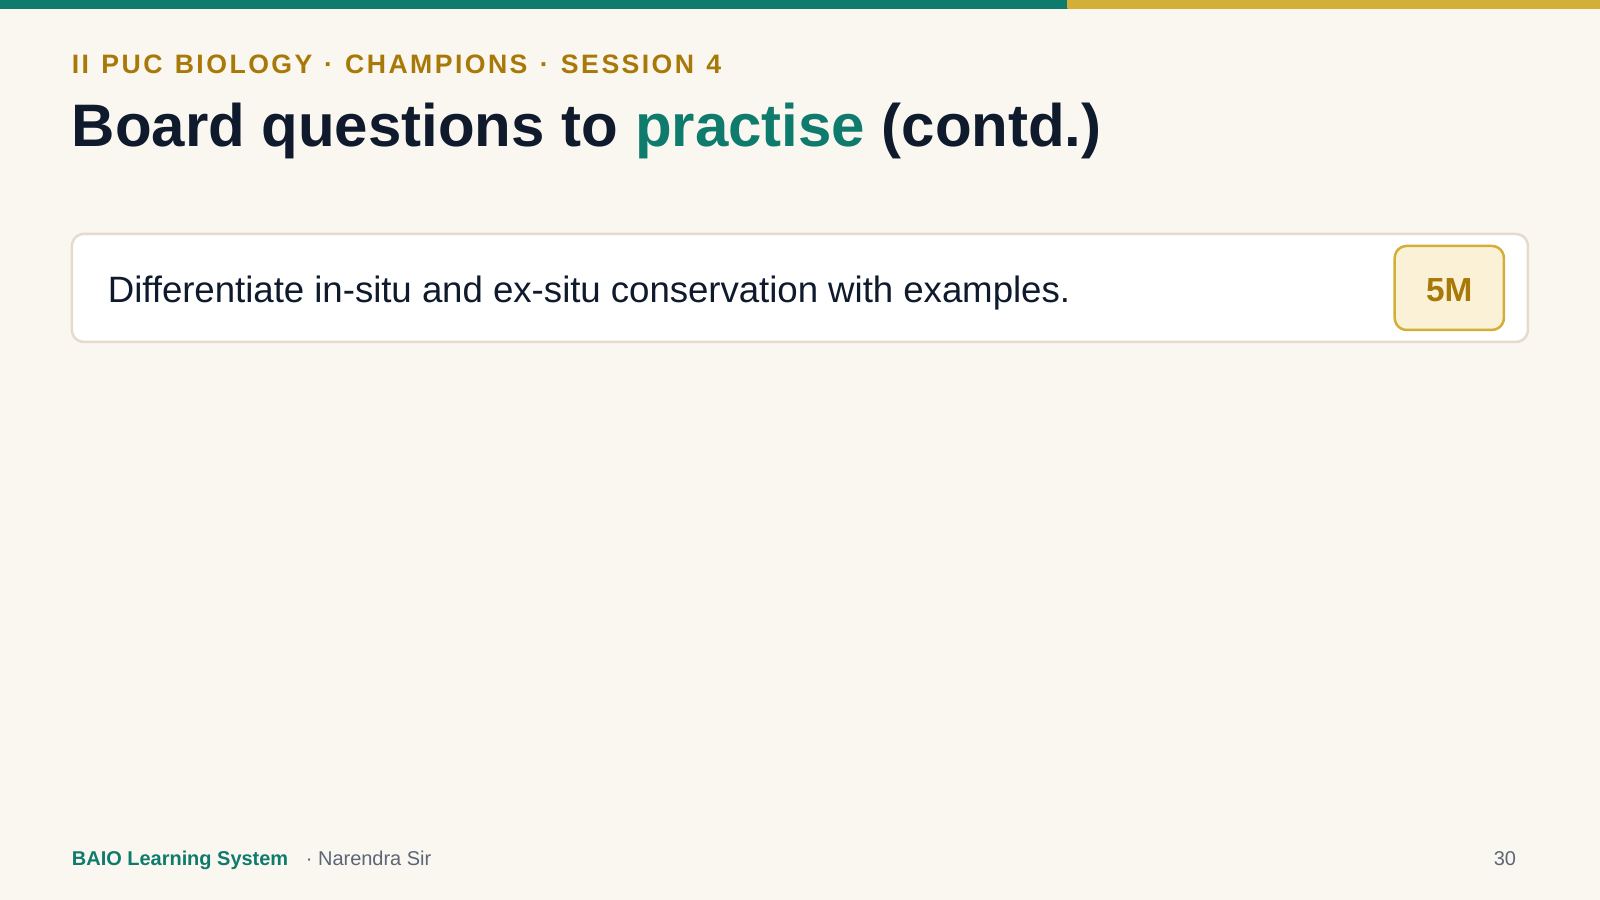 II PUC BIOLOGY · CHAMPIONS · SESSION 4
Board questions to practise (contd.)
Differentiate in-situ and ex-situ conservation with examples.
5M
BAIO Learning System · Narendra Sir
30